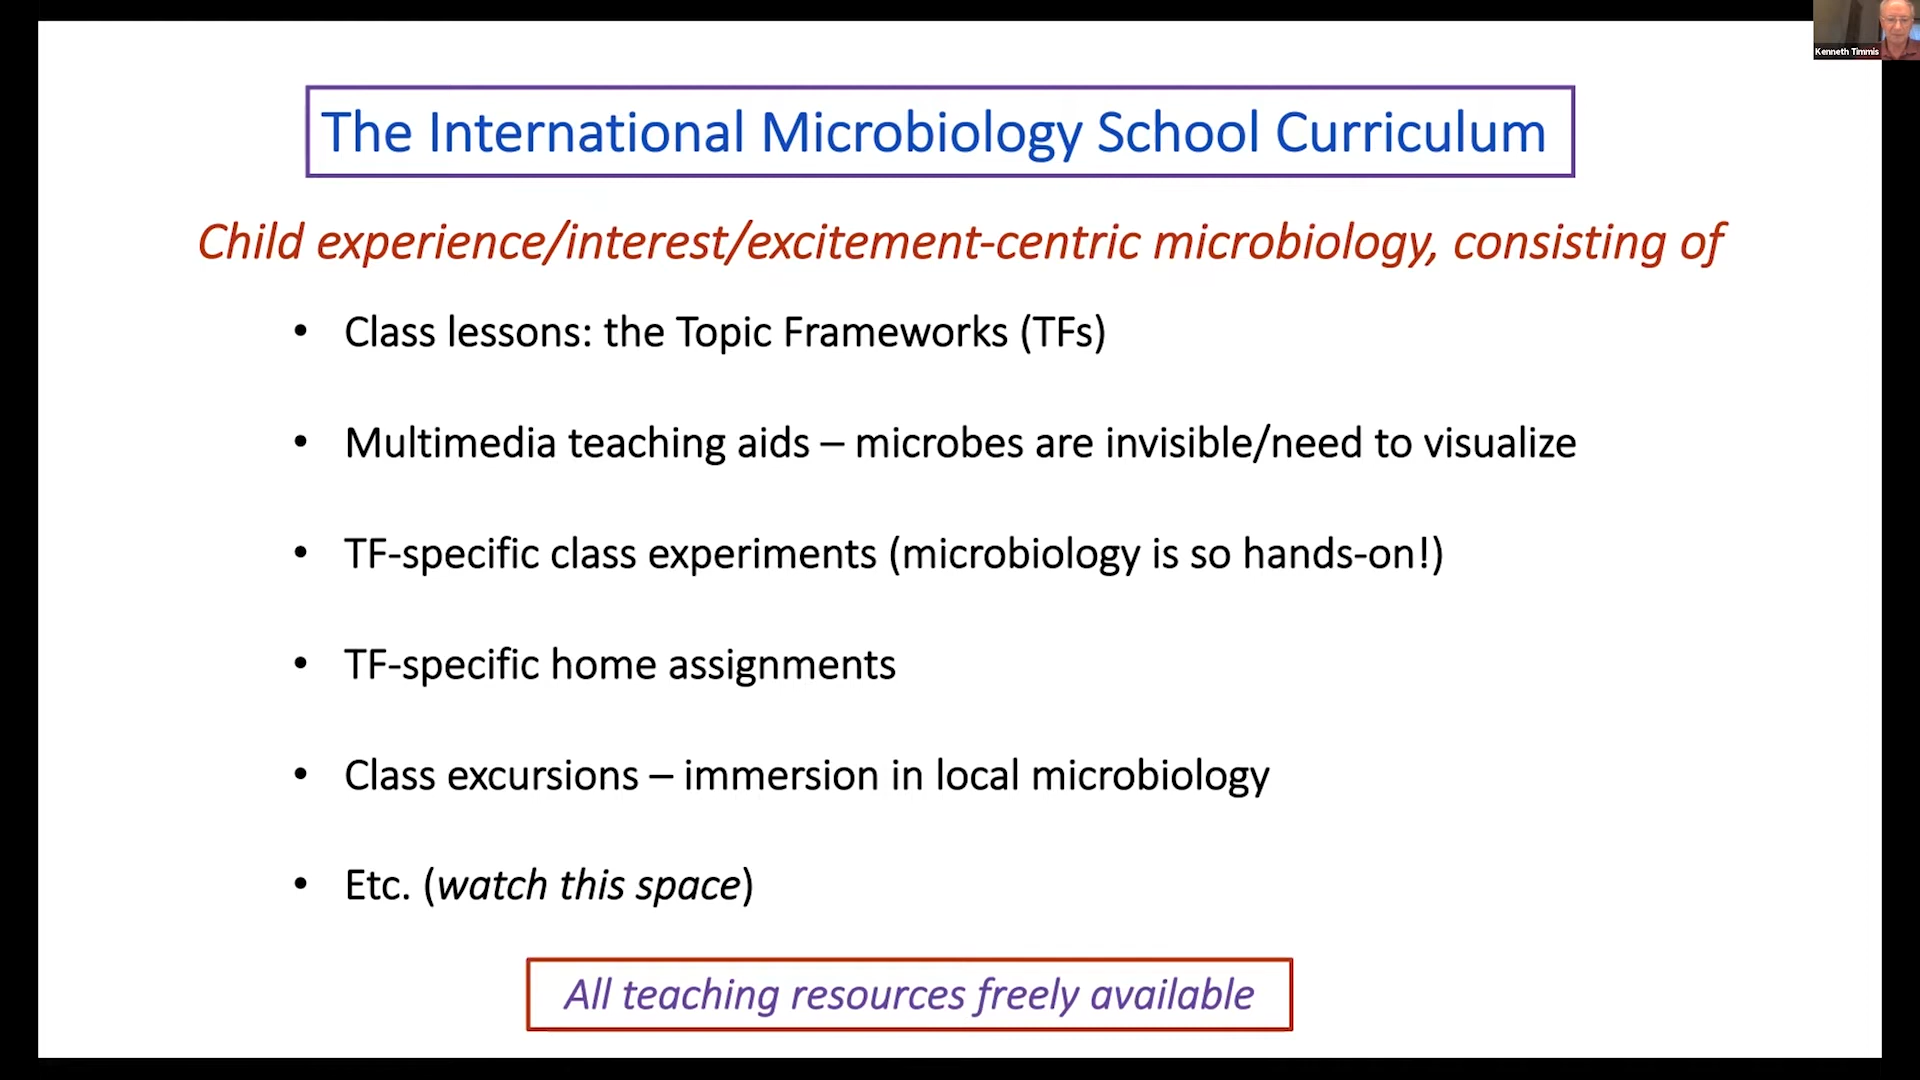 Kenneth Timmis
The International Microbiology School Curriculum
Child experience/interest/excitement-centric microbiology, consisting of
• Class lessons: the Topic Frameworks (TFs)
• Multimedia teaching aids – microbes are invisible/need to visualize
• TF-specific class experiments (microbiology is so hands-on!)
• TF-specific home assignments
• Class excursions – immersion in local microbiology
• Etc. (watch this space)
All teaching resources freely available